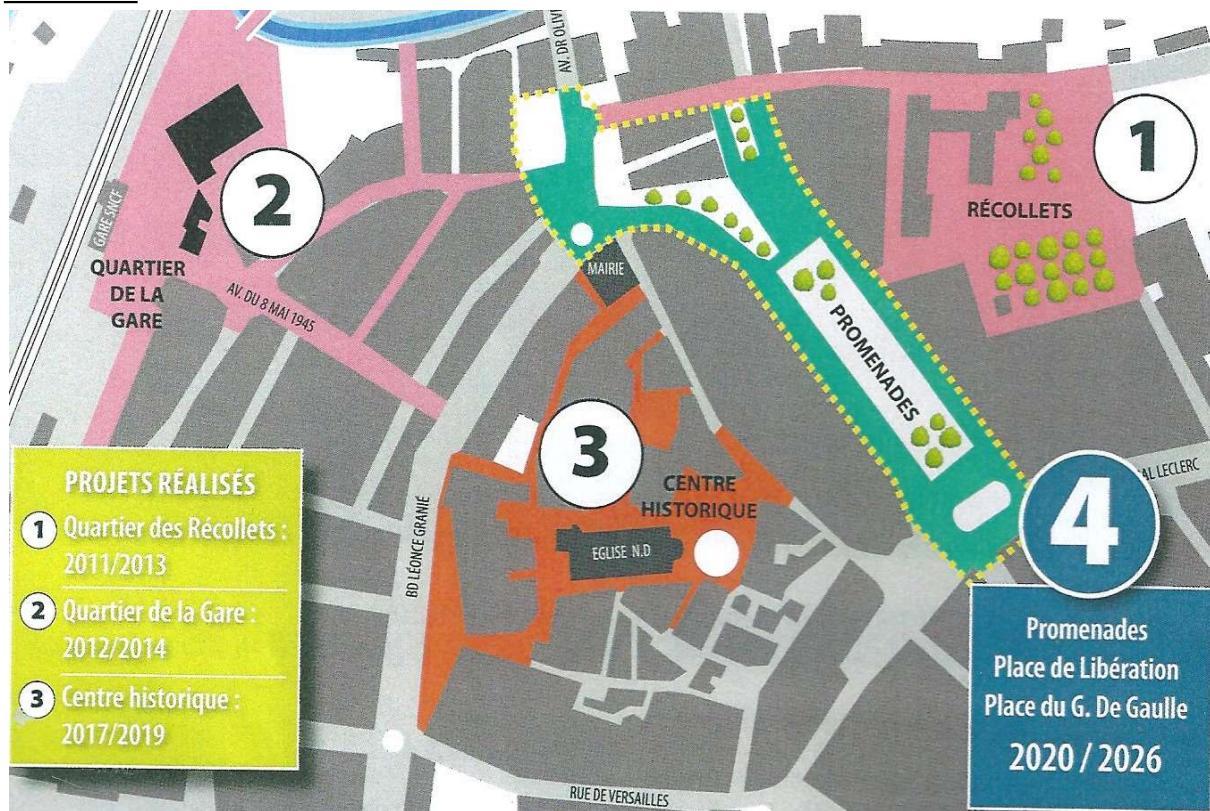 AV. DR OLIVI
1
RÉCOLLETS
2
GARE SNCF
QUARTIER
DE LA
GARE
AV. DU 8 MAI 1945
MAIRIE
PROMENADES
3
CENTRE
HISTORIQUE
EGLISE N.D
BD LÉONCE GRANIÉ
AL LECLERC
RUE DE VERSAILLES
PROJETS RÉALISÉS
1 Quartier des Récollets :
2011/2013
2 Quartier de la Gare :
2012/2014
3 Centre historique :
2017/2019
4
Promenades
Place de Libération
Place du G. De Gaulle
2020 / 2026